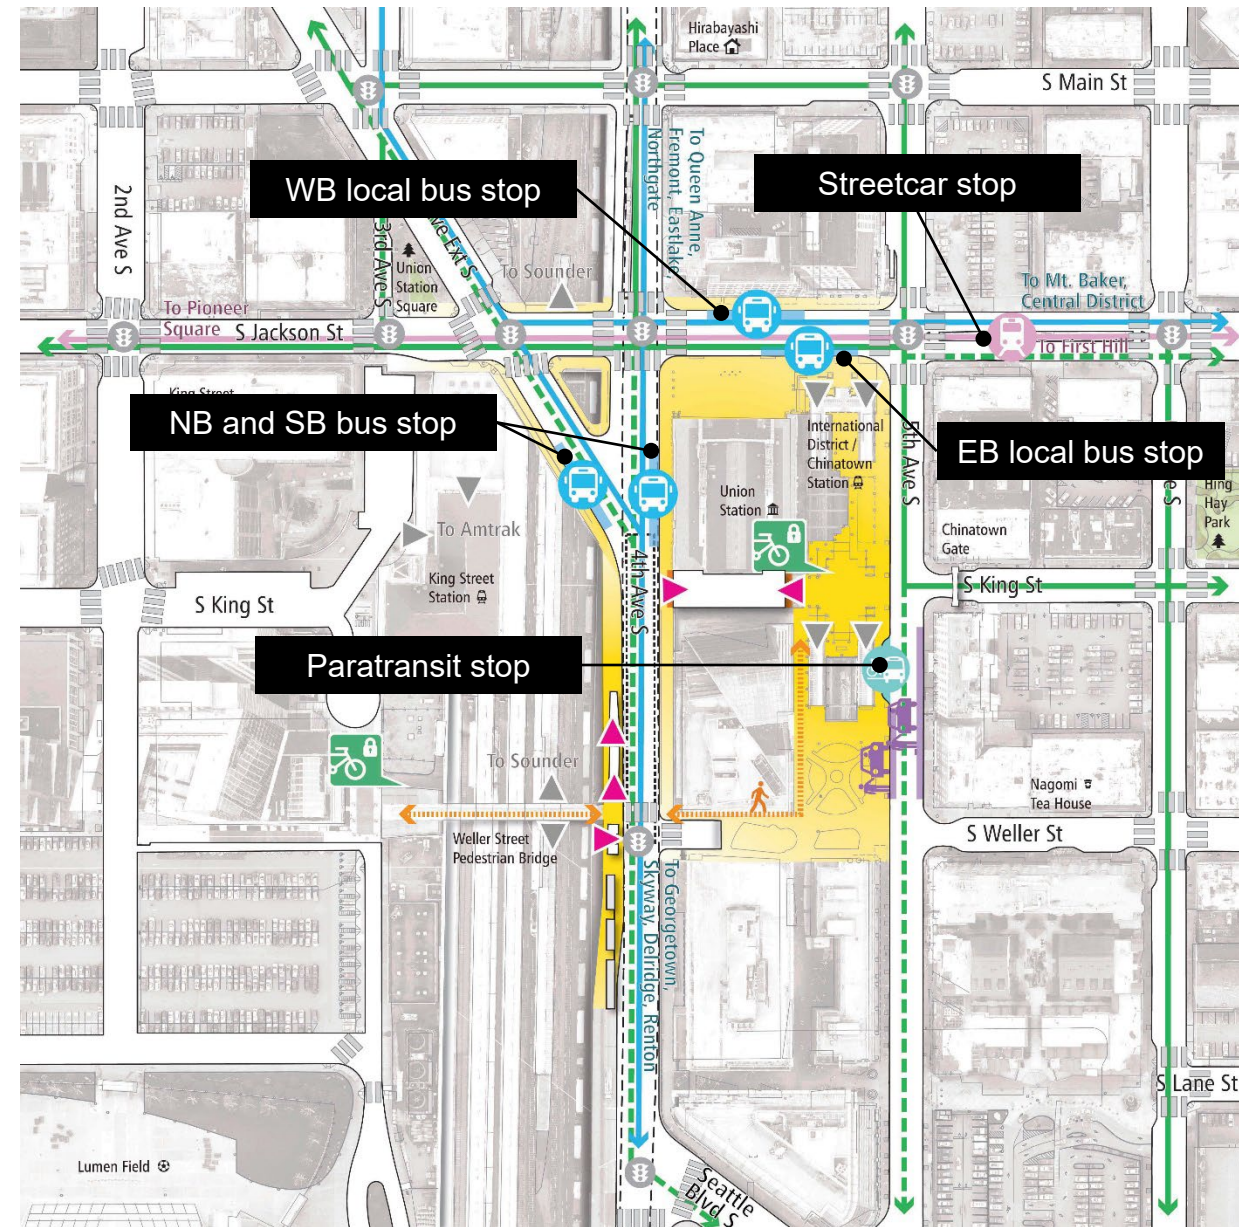 Hirabayashi
Place
S Main St
To Queen Anne,
Fremont, Eastlake,
Northgate
WB local bus stop
Streetcar stop
2nd Ave S
3rd Ave S
Ave Ext S
Union
Station
Square
To Sounder
To Mt. Baker,
Central District
To Pioneer
Square
S Jackson St
To First Hill
King Street
NB and SB bus stop
International
District /
Chinatown
Station
5th Ave S
EB local bus stop
Ave S
Hing
Hay
Park
Union
Station
Chinatown
Gate
To Amtrak
4th Ave S
King Street
Station
S King St
S King St
Paratransit stop
To Sounder
Nagomi
Tea House
Weller Street
Pedestrian Bridge
S Weller St
To Georgetown,
Skyway, Delridge, Renton
S Lane St
Lumen Field
Seattle
Blvd S